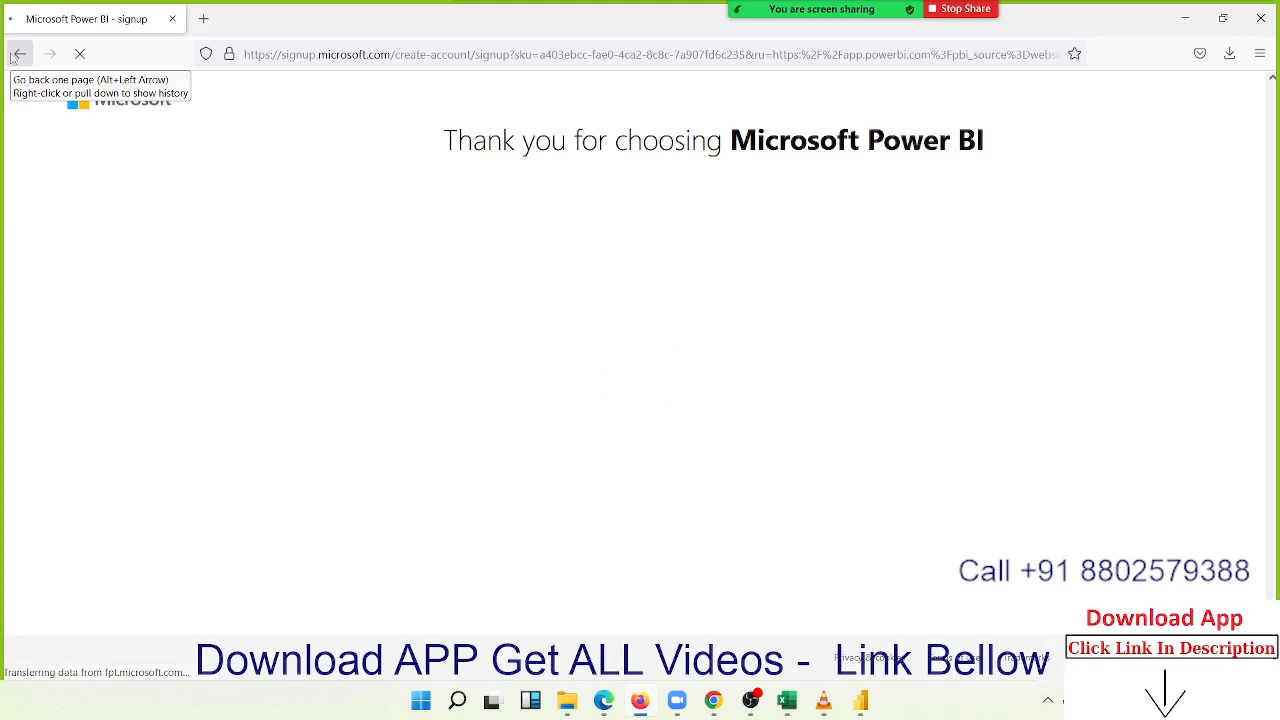 Microsoft Power BI - signup
You are screen sharing
Stop Share
https://signup.microsoft.com/create-account/signup?sku=a403ebcc-fae0-4ca2-8c8c-7a907fd6c235&ru=https:%2F%2Fapp.powerbi.com%3Fpbi_source%3Dwebs
Go back one page (Alt+Left Arrow)
Right-click or pull down to show history
Microsoft
Thank you for choosing Microsoft Power BI
Call +91 8802579388
Download App
Click Link In Description
Download APP Get ALL Videos - Link Bellow
Transferring data from fpt.microsoft.com...